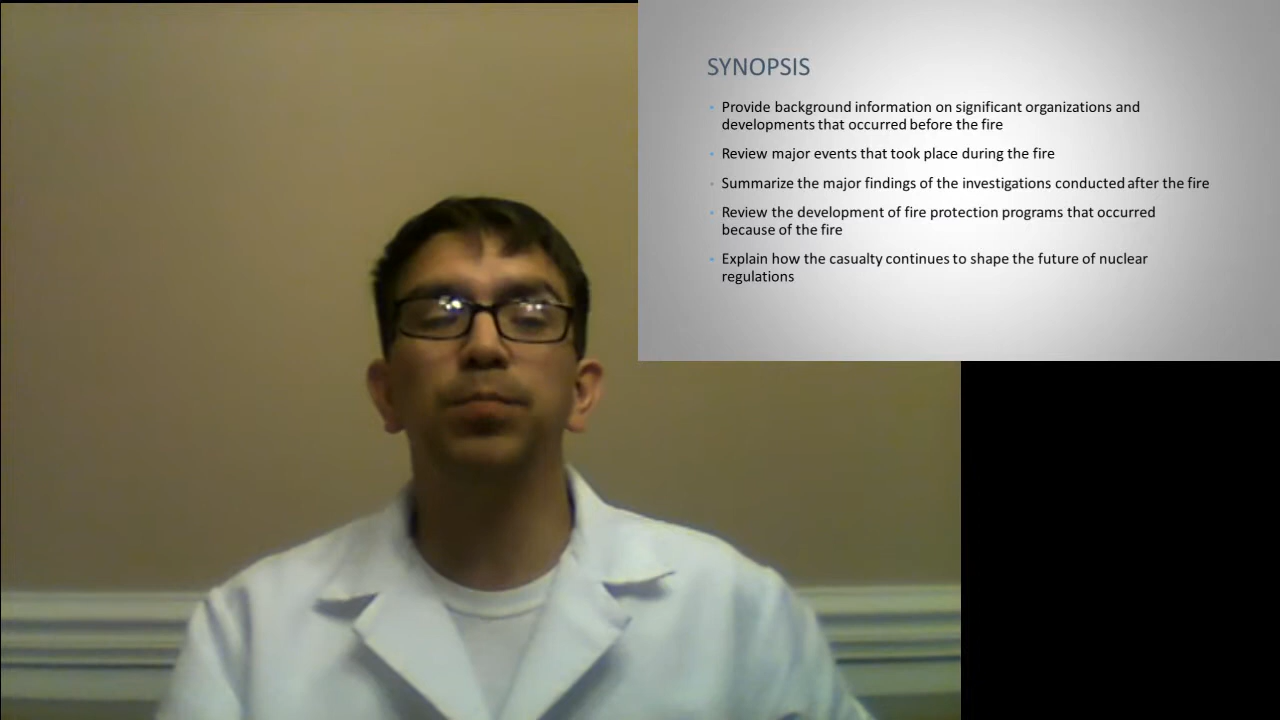 SYNOPSIS
Provide background information on significant organizations and
developments that occurred before the fire
Review major events that took place during the fire
Summarize the major findings of the investigations conducted after the fire
Review the development of fire protection programs that occurred
because of the fire
Explain how the casualty continues to shape the future of nuclear
regulations